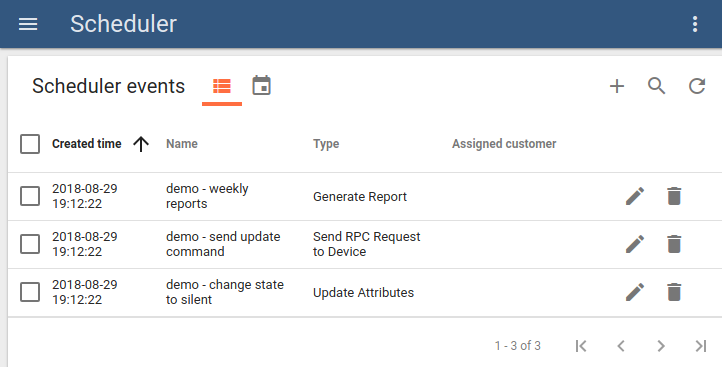 Scheduler
Scheduler events
Created time Name Type Assigned customer
2018-08-29 demo - weekly
19:12:22 reports Generate Report
2018-08-29 demo - send update Send RPC Request
19:12:22 command to Device
2018-08-29 demo - change state
19:12:22 to silent Update Attributes
1 - 3 of 3